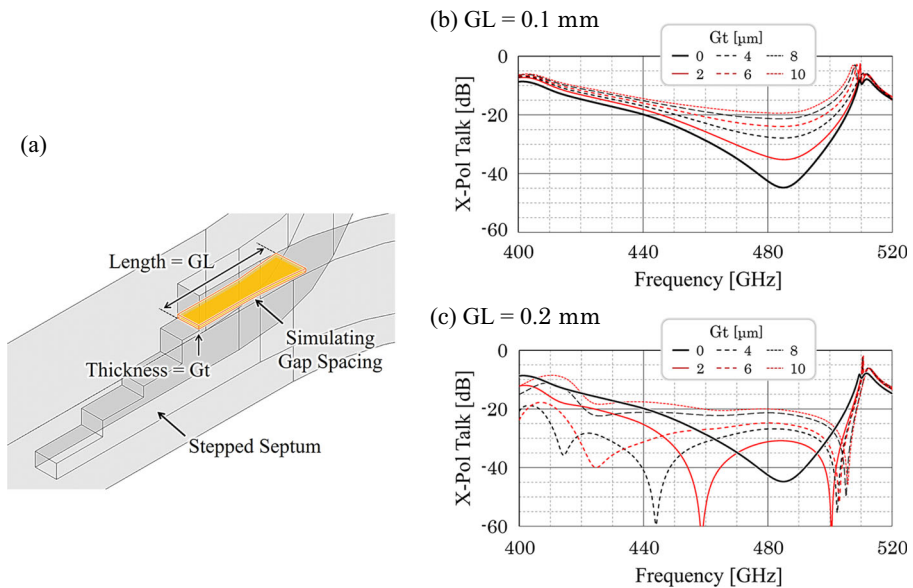 (a)
Length = GL
Simulating
Gap Spacing
Thickness = Gt
Stepped Septum
(b) GL = 0.1 mm
Gt [μm]
0 4 8
2 6 10
X-Pol Talk [dB]
0
-20
-40
-60
400 440 480 520
Frequency [GHz]
(c) GL = 0.2 mm
Gt [μm]
0 4 8
2 6 10
X-Pol Talk [dB]
0
-20
-40
-60
400 440 480 520
Frequency [GHz]